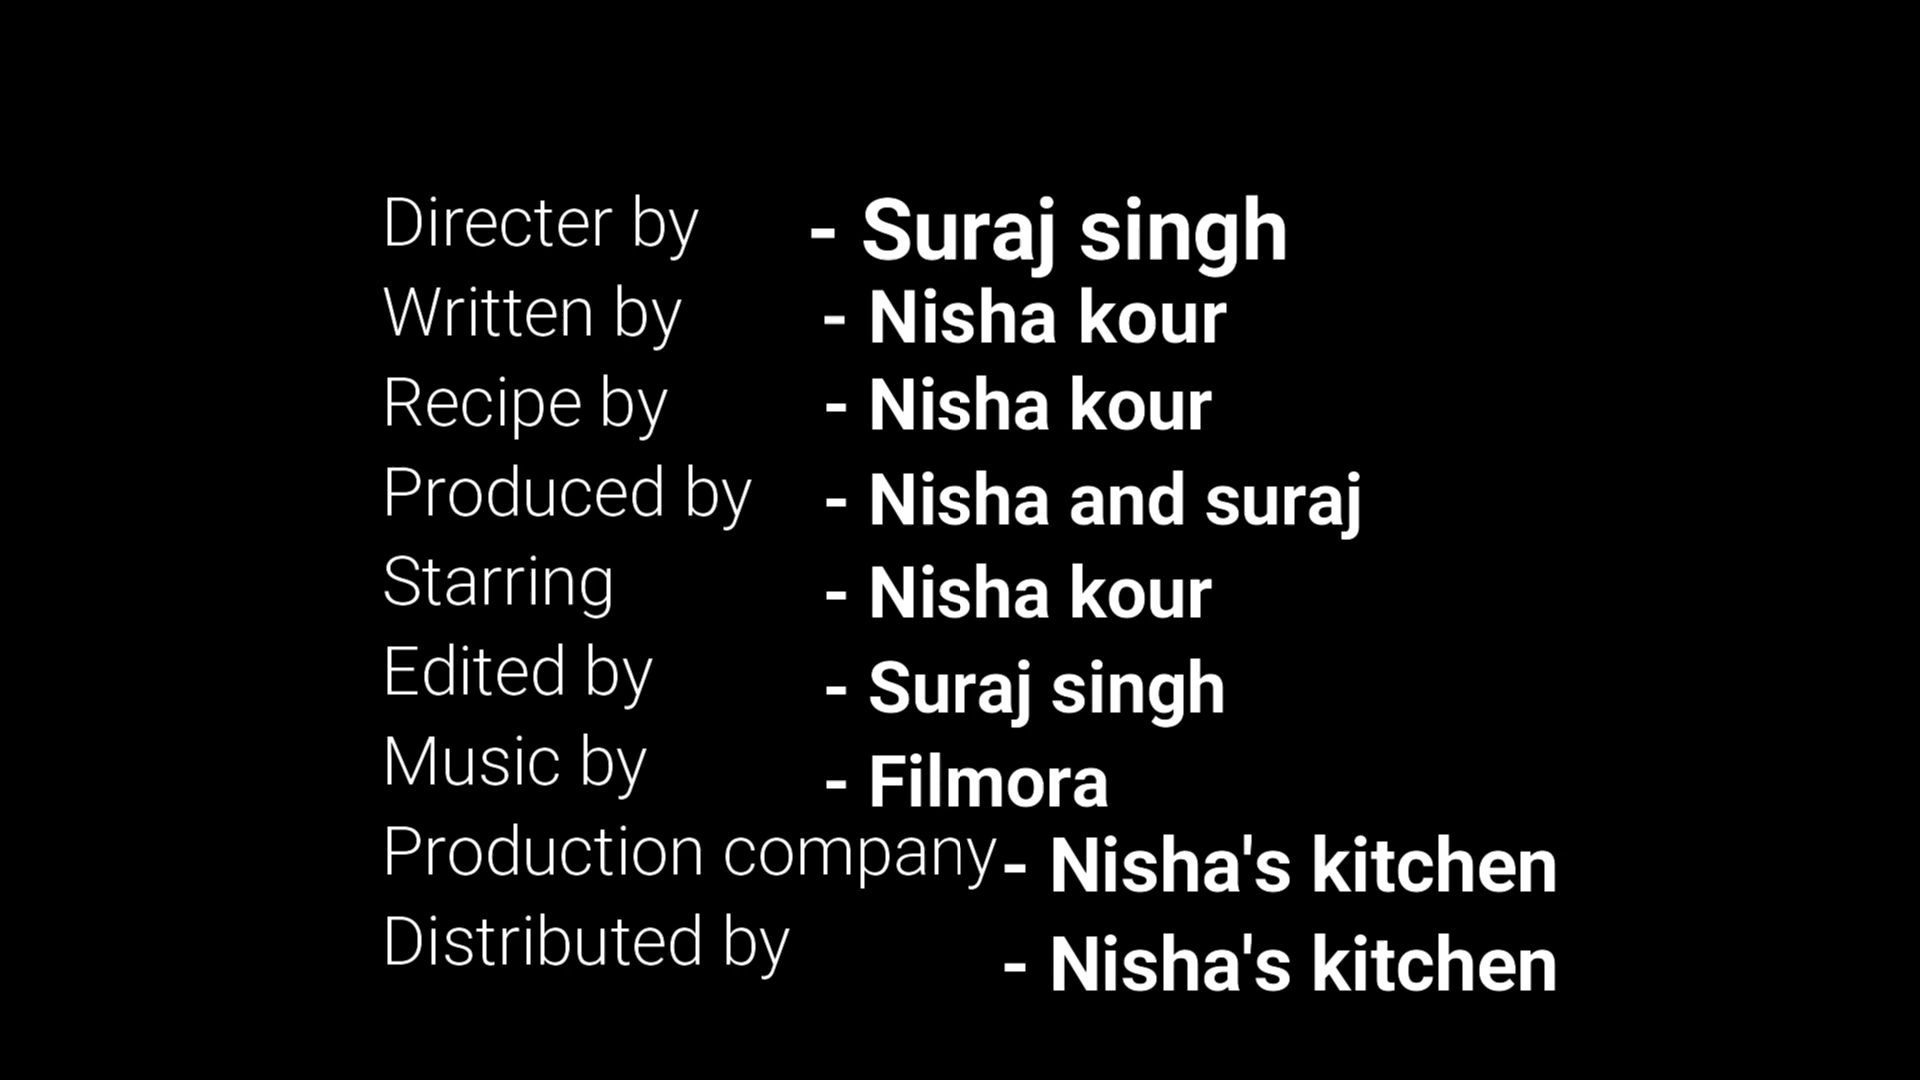 Directer by - Suraj singh
Written by - Nisha kour
Recipe by - Nisha kour
Produced by - Nisha and suraj
Starring - Nisha kour
Edited by - Suraj singh
Music by - Filmora
Production company - Nisha's kitchen
Distributed by - Nisha's kitchen